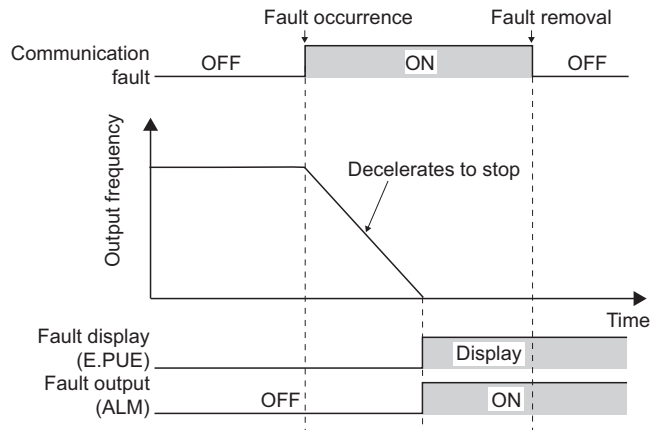 Fault occurrence
Fault removal
Communication
fault
OFF
ON
OFF
Output frequency
Decelerates to stop
Time
Fault display
(E.PUE)
Display
Fault output
(ALM)
OFF
ON